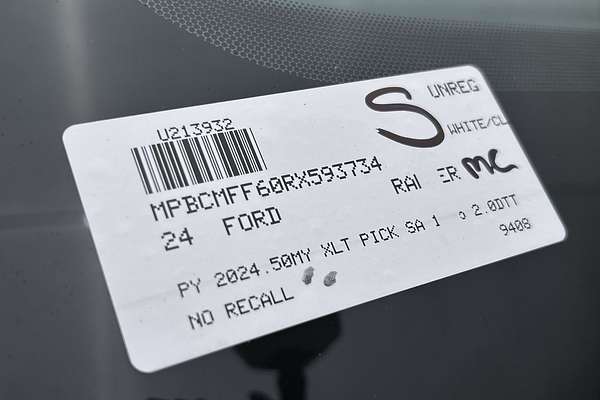 U213932
S UNREG
WHITE/CL
MPBCMFF60RX593734
24 FORD RAI ER MC
PY 2024.50MY XLT PICK SA 1 2.0DTT
NO RECALL 9408